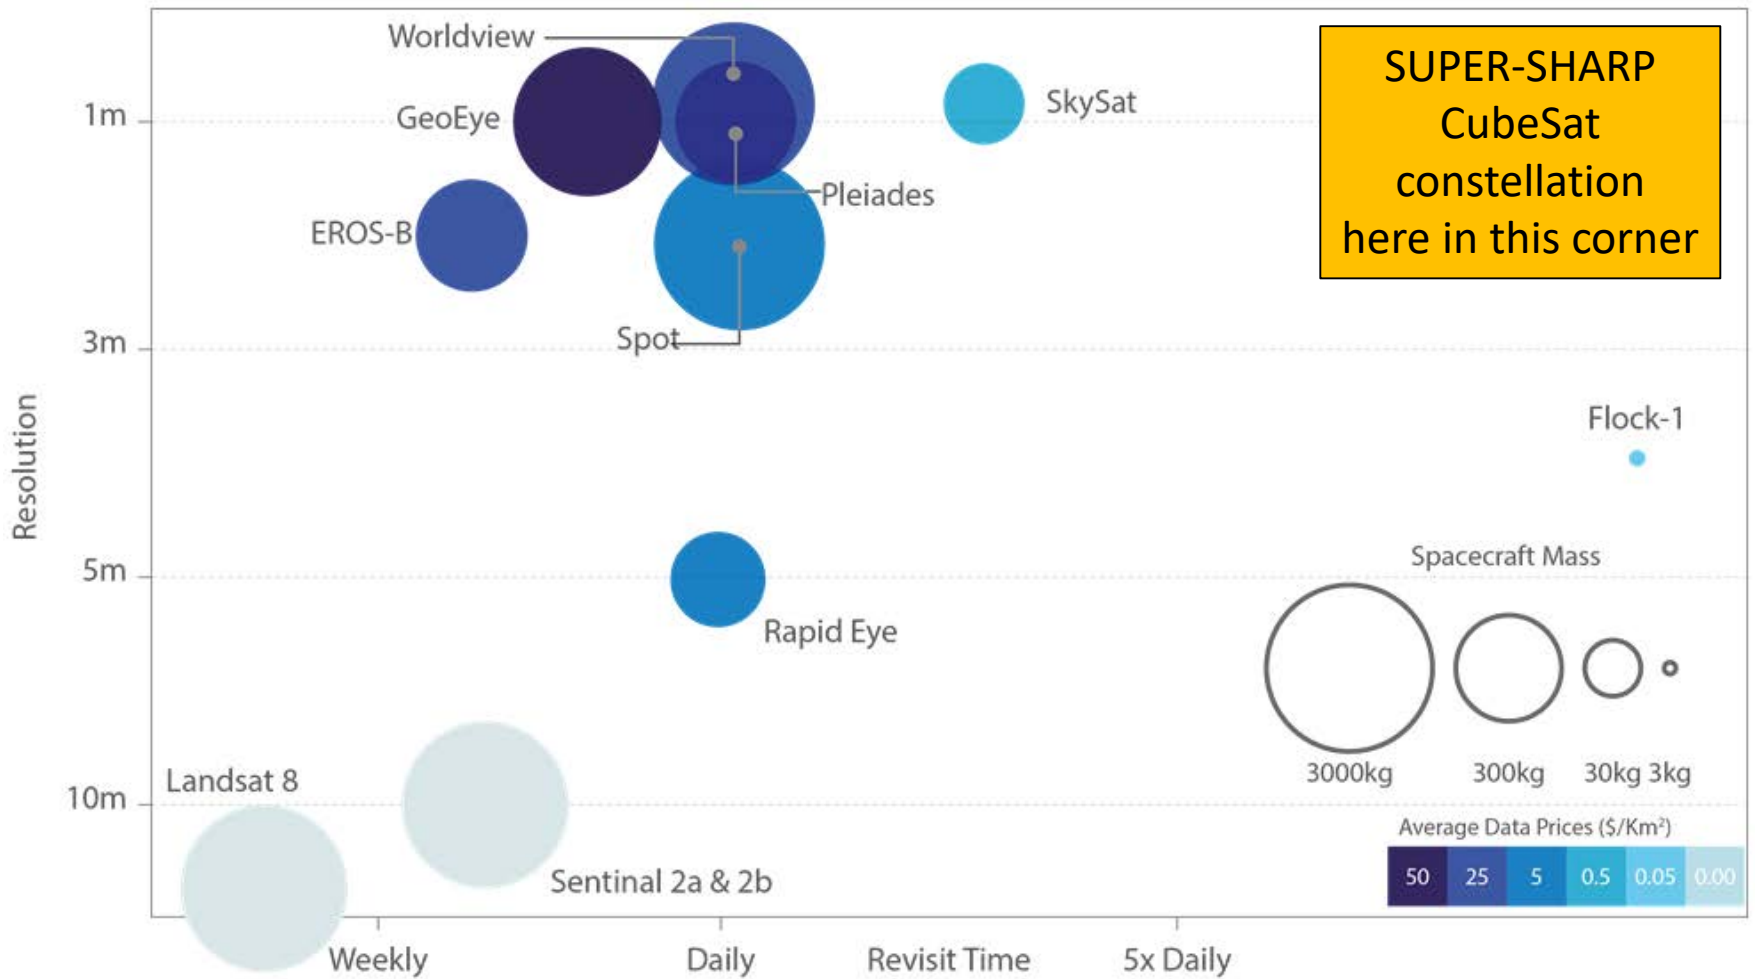 Worldview
GeoEye
EROS-B
Spot
Pleiades
SkySat
SUPER-SHARP
CubeSat
constellation
here in this corner
1m
3m
5m
10m
Resolution
Flock-1
Rapid Eye
Landsat 8
Sentinal 2a & 2b
Spacecraft Mass
3000kg 300kg 30kg 3kg
Average Data Prices ($/Km²)
50 25 5 0.5 0.05 0.00
Weekly Daily Revisit Time 5x Daily